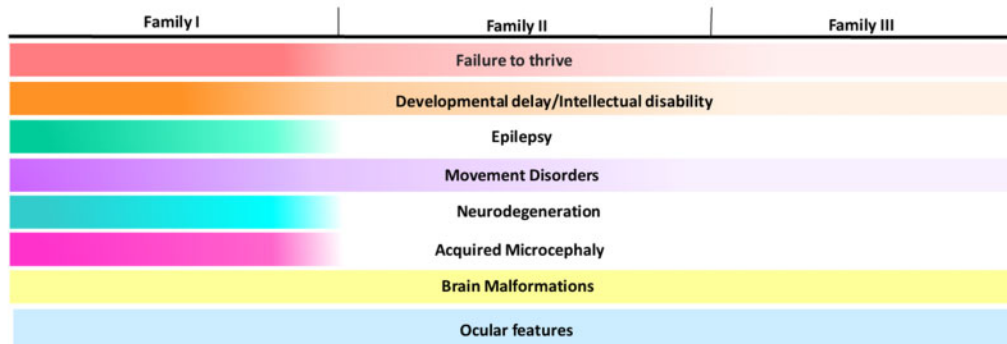 Family I Family II Family III
Failure to thrive
Developmental delay/Intellectual disability
Epilepsy
Movement Disorders
Neurodegeneration
Acquired Microcephaly
Brain Malformations
Ocular features